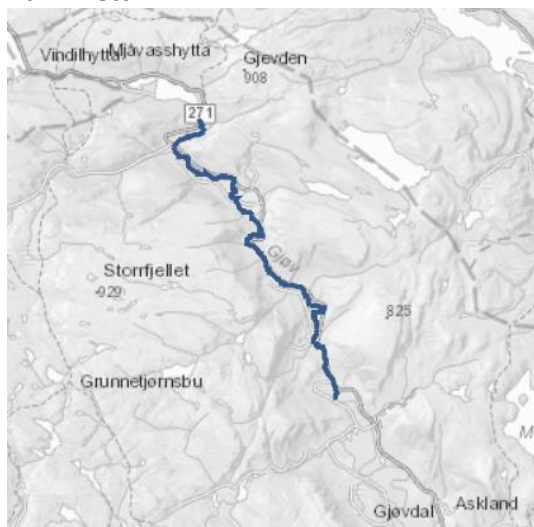 Vindilhytta
Mjåvasshytta
Gjevden
908
271
Gjøv
Storrfjellet
929
825
Grunnetjørnsbu
M
Gjøvdal
Askland